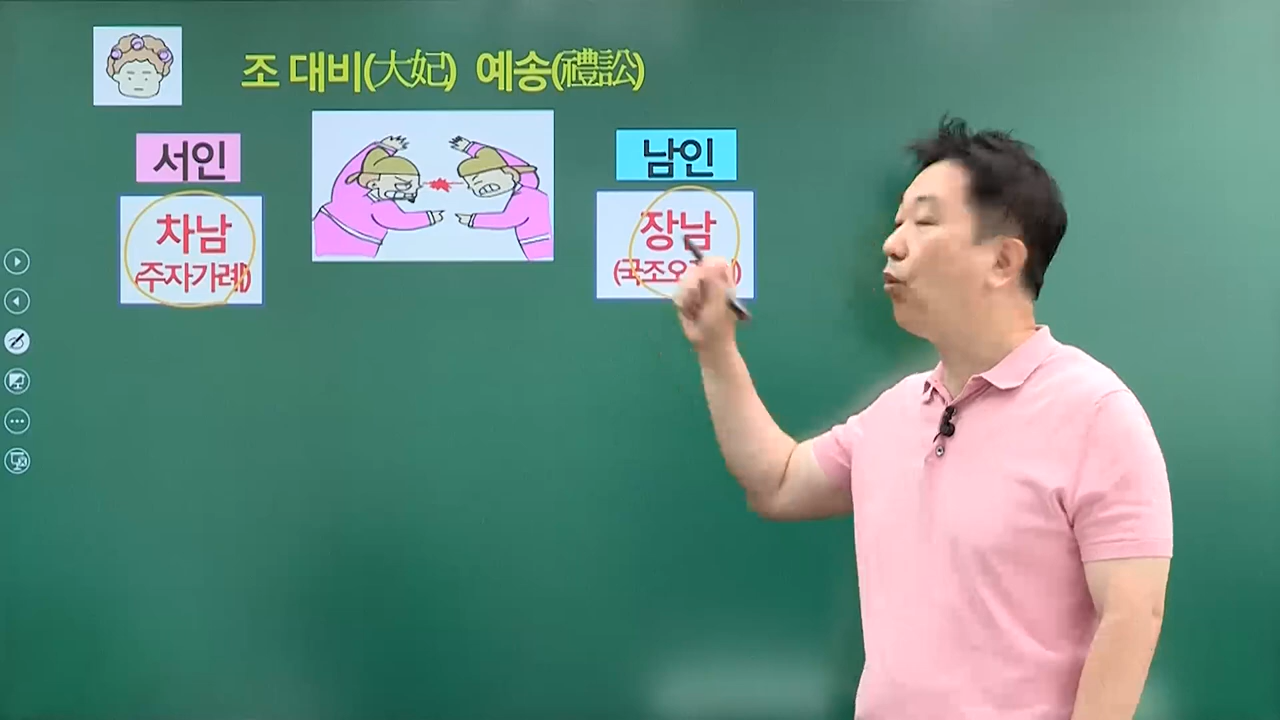 조 대비(大妃) 예송(禮訟)
서인
남인
차남
(주자가례)
장남